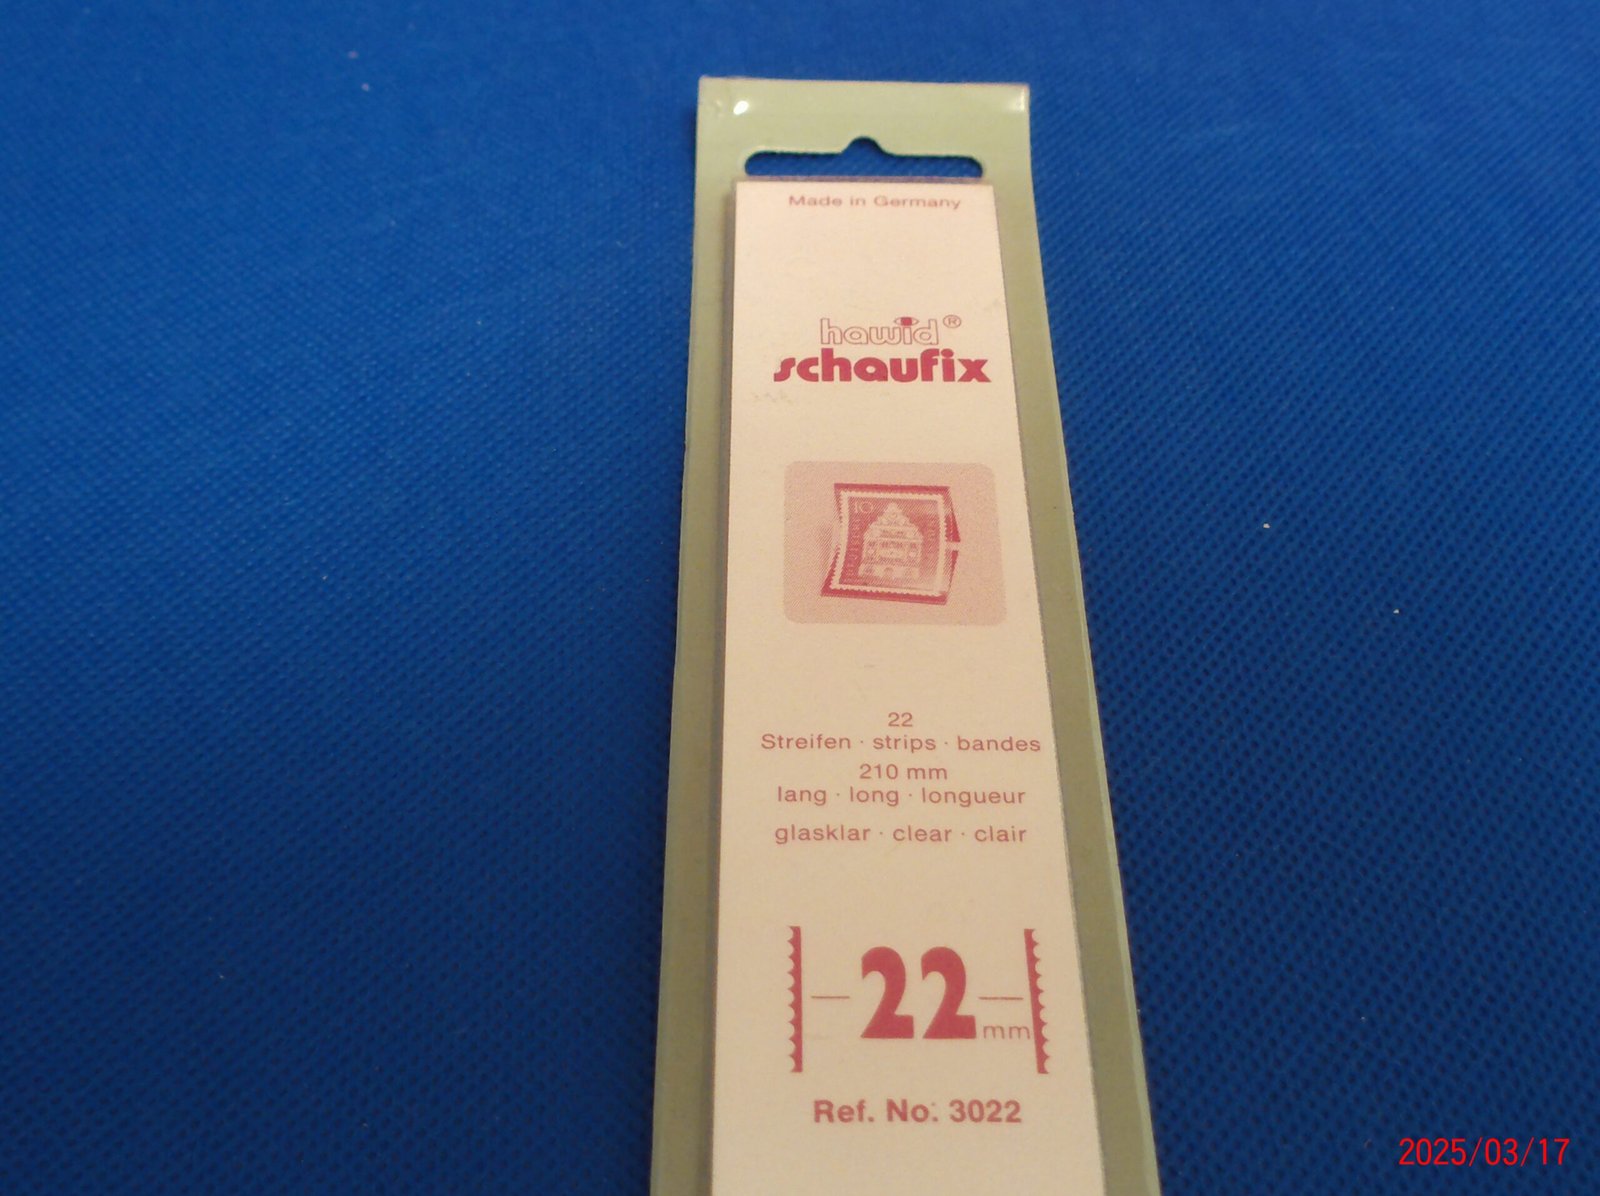 Made in Germany
hawid®
schaufix
10
22
Streifen · strips · bandes
210 mm
lang · long · longueur
glasklar · clear · clair
22 mm
Ref. No. 3022
2025/03/17